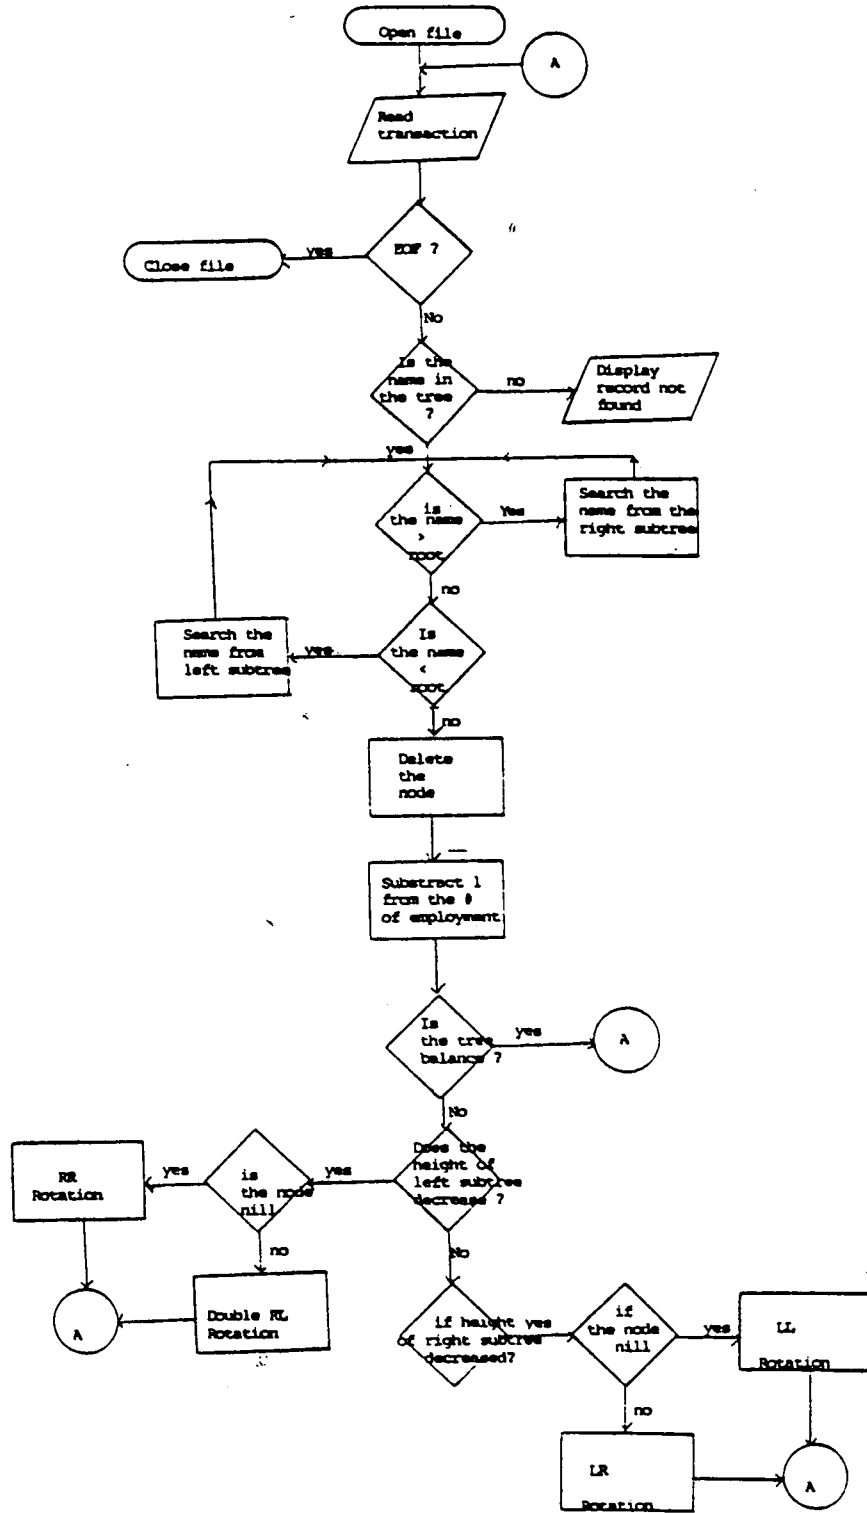 Open file
A
Read
transaction
EOF ?
yes
Close file
No
Is the
name in
the tree
?
no
Display
record not
found
yes
is
the name
>
root
Yes
Search the
name from the
right subtree
no
Is
the name
<
root
yes
Search the
name from
left subtree
no
Delete
the
node
Substract 1
from the #
of employment
Is
the tree
balance ?
yes
A
No
Does the
height of
left subtree
decrease ?
yes
is
the node
nill
yes
RR
Rotation
no
Double RL
Rotation
A
No
if height yes
of right subtree
decreased?
if
the node
nill
yes
LL
Rotation
no
LR
Rotation
A